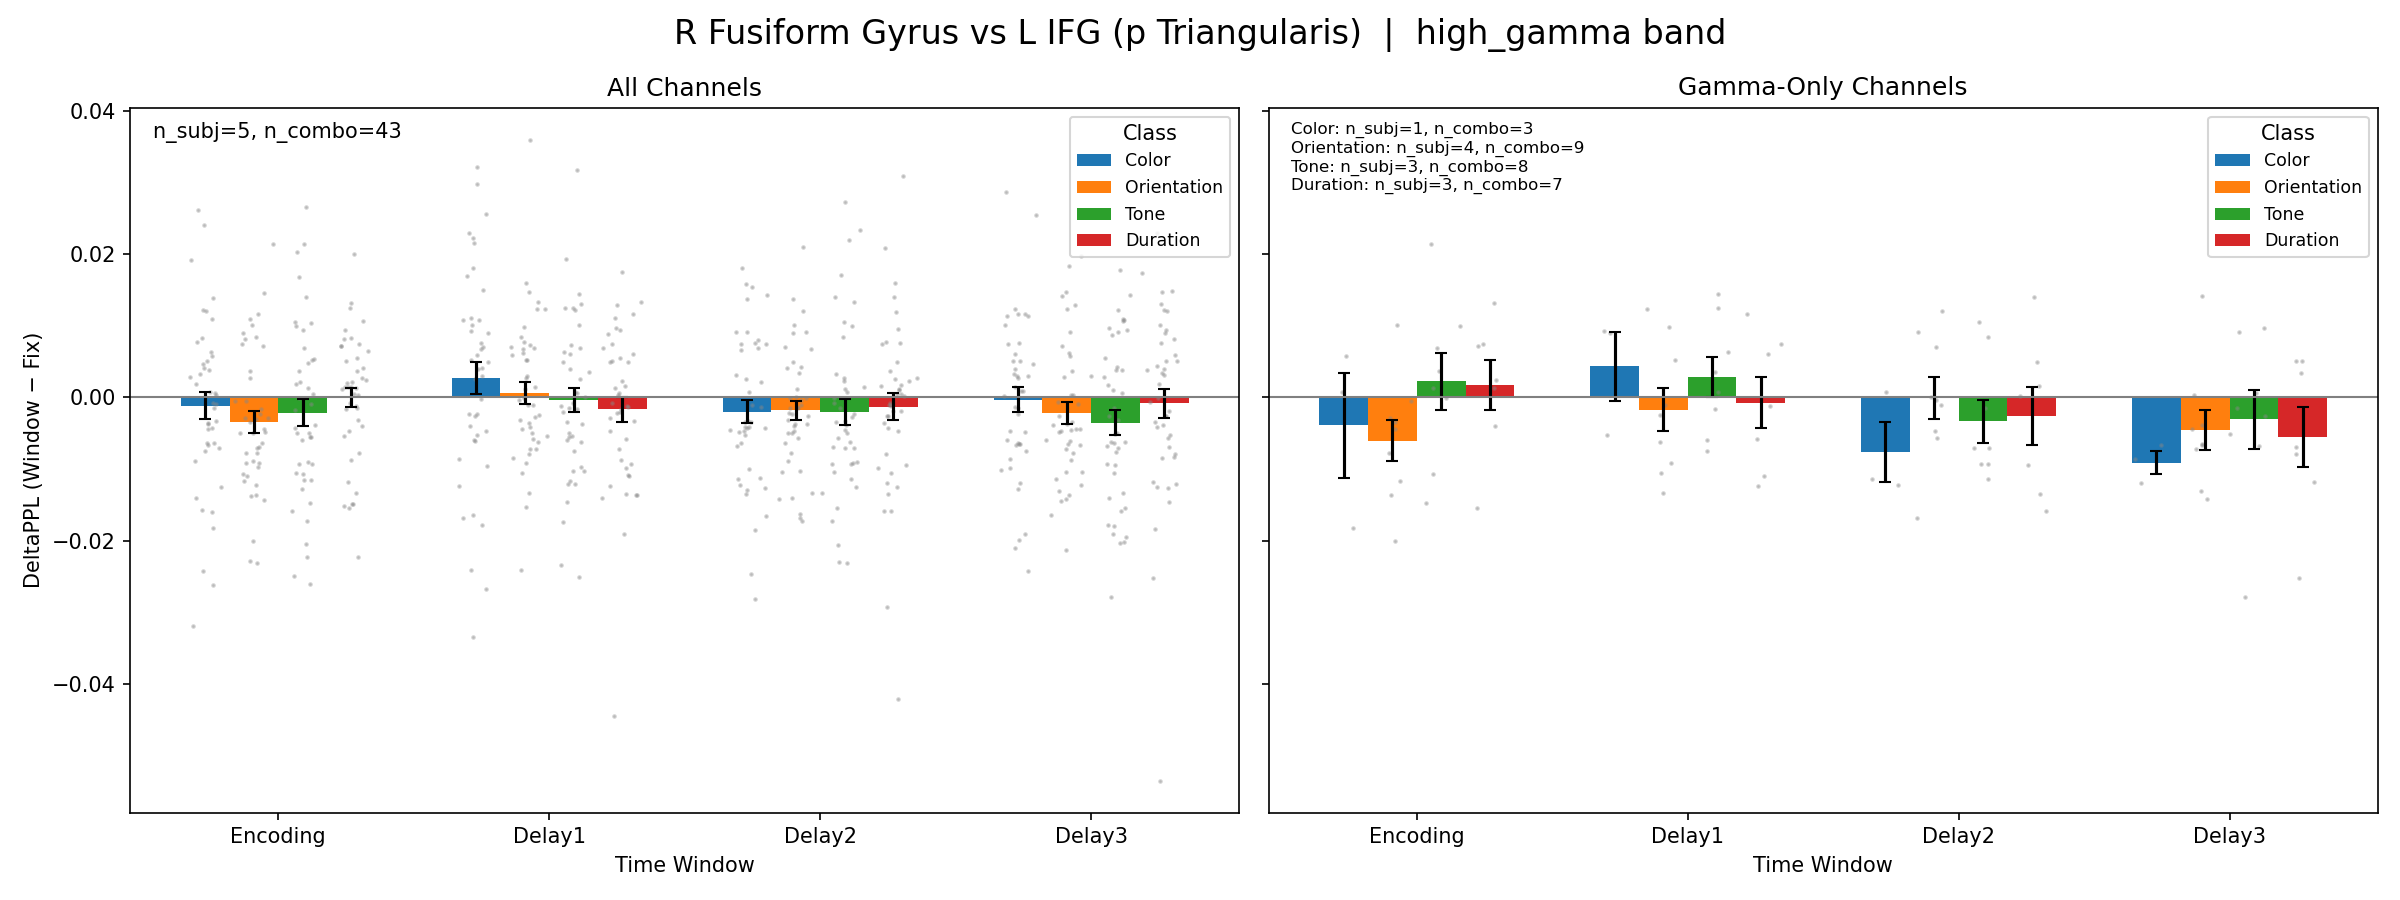 R Fusiform Gyrus vs L IFG (p Triangularis)  |  high_gamma band
All Channels
n_subj=5, n_combo=43
Class
Color
Orientation
Tone
Duration
0.04
0.02
0.00
−0.02
−0.04
DeltaPPL (Window − Fix)
Encoding
Delay1
Delay2
Delay3
Time Window
Gamma-Only Channels
Color: n_subj=1, n_combo=3
Orientation: n_subj=4, n_combo=9
Tone: n_subj=3, n_combo=8
Duration: n_subj=3, n_combo=7
Class
Color
Orientation
Tone
Duration
Encoding
Delay1
Delay2
Delay3
Time Window